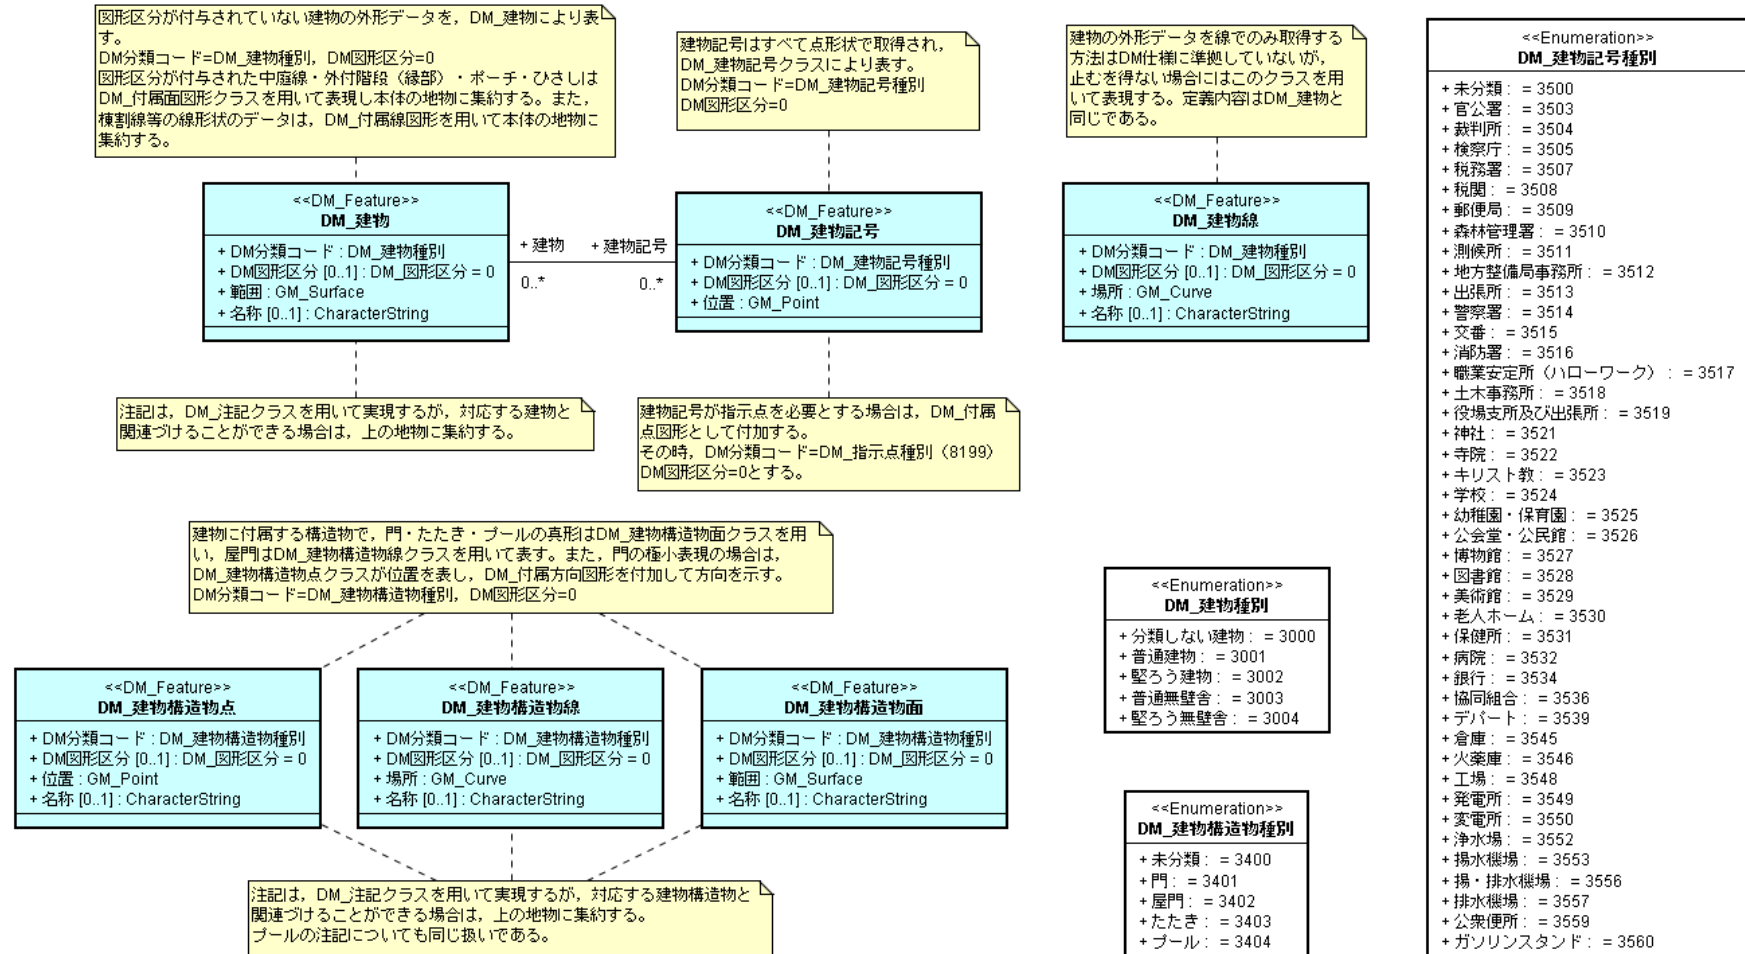 図形区分が付与されていない建物の外形データを，DM_建物により表
す。
DM分類コード=DM_建物種別，DM図形区分=0
図形区分が付与された中庭線・外付階段（縁部）・ポーチ・ひさしは
DM_付属面図形クラスを用いて表現し本体の地物に集約する。また，
棟割線等の線形状のデータは，DM_付属線図形を用いて本体の地物に
集約する。
建物記号はすべて点形状で取得され，
DM_建物記号クラスにより表す。
DM分類コード=DM_建物記号種別
DM図形区分=0
建物の外形データを線でのみ取得する
方法はDM仕様に準拠していないが，
止むを得ない場合にはこのクラスを用
いて表現する。定義内容はDM_建物と
同じである。
<<DM_Feature>>
DM_建物
+ DM分類コード : DM_建物種別
+ DM図形区分 [0..1] : DM_図形区分 = 0
+ 範囲 : GM_Surface
+ 名称 [0..1] : CharacterString
+ 建物
0..*
+ 建物記号
0..*
<<DM_Feature>>
DM_建物記号
+ DM分類コード : DM_建物記号種別
+ DM図形区分 [0..1] : DM_図形区分 = 0
+ 位置 : GM_Point
<<DM_Feature>>
DM_建物線
+ DM分類コード : DM_建物種別
+ DM図形区分 [0..1] : DM_図形区分 = 0
+ 場所 : GM_Curve
+ 名称 [0..1] : CharacterString
注記は，DM_注記クラスを用いて実現するが，対応する建物と
関連づけることができる場合は，上の地物に集約する。
建物記号が指示点を必要とする場合は，DM_付属
点図形として付加する。
その時，DM分類コード=DM_指示点種別（8199）
DM図形区分=0とする。
建物に付属する構造物で，門・たたき・プールの真形はDM_建物構造物面クラスを用
い，屋門はDM_建物構造物線クラスを用いて表す。また，門の極小表現の場合は，
DM_建物構造物点クラスが位置を表し，DM_付属方向図形を付加して方向を示す。
DM分類コード=DM_建物構造物種別，DM図形区分=0
<<DM_Feature>>
DM_建物構造物点
+ DM分類コード : DM_建物構造物種別
+ DM図形区分 [0..1] : DM_図形区分 = 0
+ 位置 : GM_Point
+ 名称 [0..1] : CharacterString
<<DM_Feature>>
DM_建物構造物線
+ DM分類コード : DM_建物構造物種別
+ DM図形区分 [0..1] : DM_図形区分 = 0
+ 場所 : GM_Curve
+ 名称 [0..1] : CharacterString
<<DM_Feature>>
DM_建物構造物面
+ DM分類コード : DM_建物構造物種別
+ DM図形区分 [0..1] : DM_図形区分 = 0
+ 範囲 : GM_Surface
+ 名称 [0..1] : CharacterString
注記は，DM_注記クラスを用いて実現するが，対応する建物構造物と
関連づけることができる場合は，上の地物に集約する。
プールの注記についても同じ扱いである。
<<Enumeration>>
DM_建物種別
+ 分類しない建物 : = 3000
+ 普通建物 : = 3001
+ 堅ろう建物 : = 3002
+ 普通無壁舎 : = 3003
+ 堅ろう無壁舎 : = 3004
<<Enumeration>>
DM_建物構造物種別
+ 未分類 : = 3400
+ 門 : = 3401
+ 屋門 : = 3402
+ たたき : = 3403
+ プール : = 3404
<<Enumeration>>
DM_建物記号種別
+ 未分類 : = 3500
+ 官公署 : = 3503
+ 裁判所 : = 3504
+ 検察庁 : = 3505
+ 税務署 : = 3507
+ 税関 : = 3508
+ 郵便局 : = 3509
+ 森林管理署 : = 3510
+ 測候所 : = 3511
+ 地方整備局事務所 : = 3512
+ 出張所 : = 3513
+ 警察署 : = 3514
+ 交番 : = 3515
+ 消防署 : = 3516
+ 職業安定所（ハローワーク） : = 3517
+ 土木事務所 : = 3518
+ 役場支所及び出張所 : = 3519
+ 神社 : = 3521
+ 寺院 : = 3522
+ キリスト教 : = 3523
+ 学校 : = 3524
+ 幼稚園・保育園 : = 3525
+ 公会堂・公民館 : = 3526
+ 博物館 : = 3527
+ 図書館 : = 3528
+ 美術館 : = 3529
+ 老人ホーム : = 3530
+ 保健所 : = 3531
+ 病院 : = 3532
+ 銀行 : = 3534
+ 協同組合 : = 3536
+ デパート : = 3539
+ 倉庫 : = 3545
+ 火薬庫 : = 3546
+ 工場 : = 3548
+ 発電所 : = 3549
+ 変電所 : = 3550
+ 浄水場 : = 3552
+ 揚水機場 : = 3553
+ 揚・排水機場 : = 3556
+ 排水機場 : = 3557
+ 公衆便所 : = 3559
+ ガソリンスタンド : = 3560